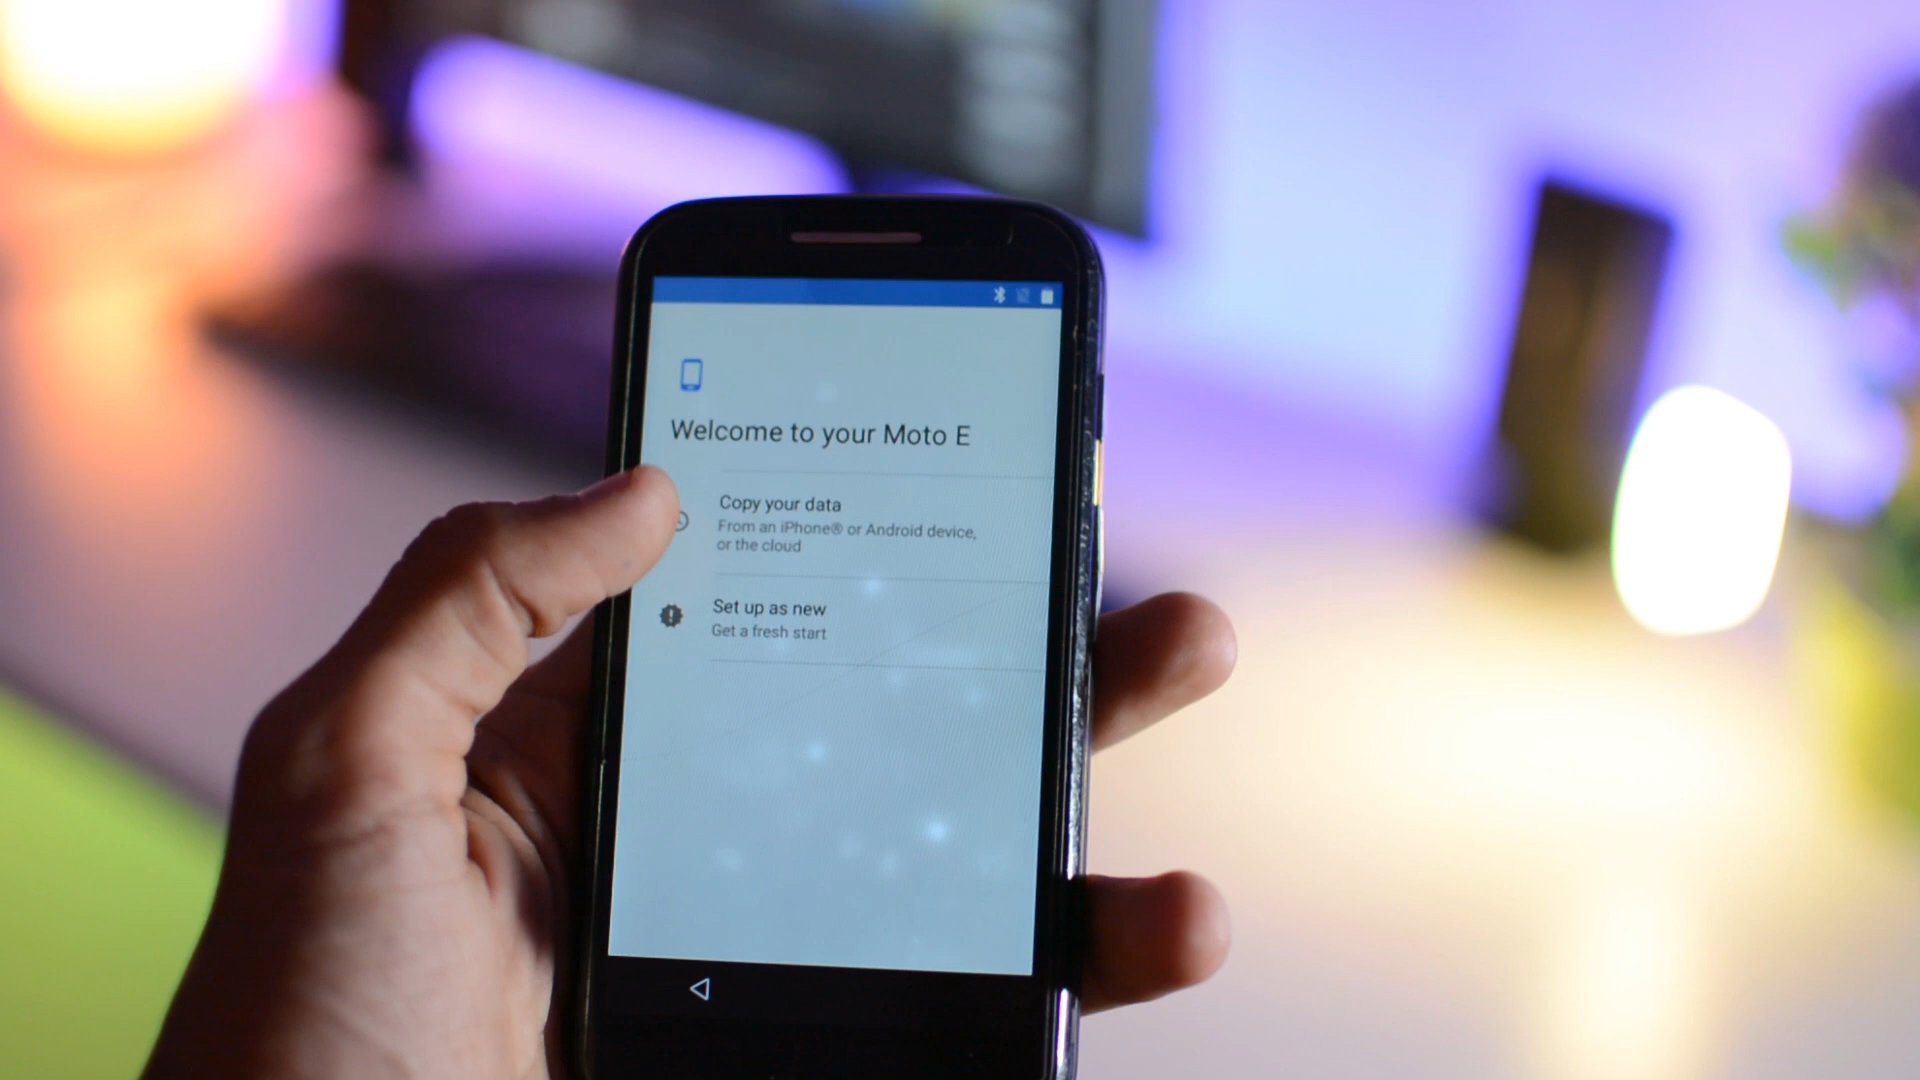 Welcome to your Moto E
Copy your data
From an iPhone® or Android device,
or the cloud
Set up as new
Get a fresh start